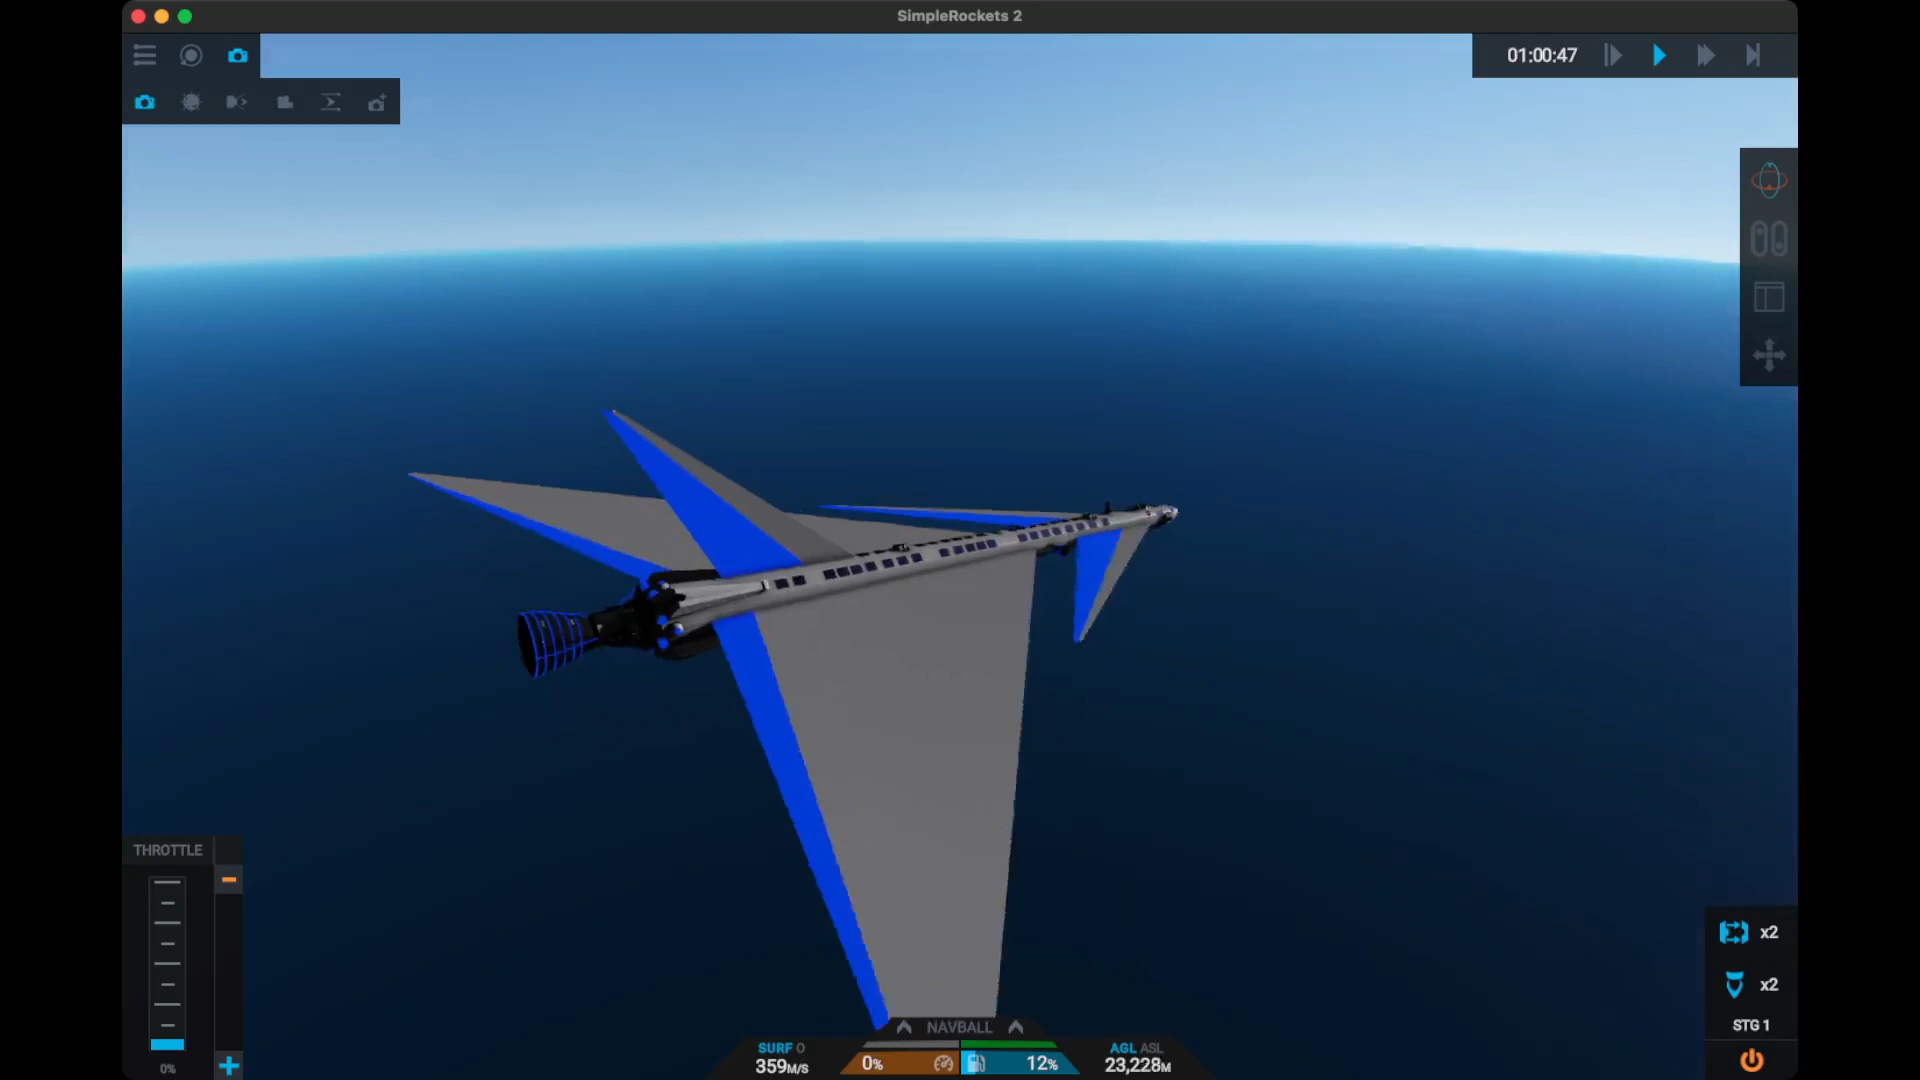 SimpleRockets 2
01:00:47
THROTTLE
0%
x2
x2
STG 1
NAVBALL
SURF O
359M/S
0%
12%
AGL ASL
23,228M